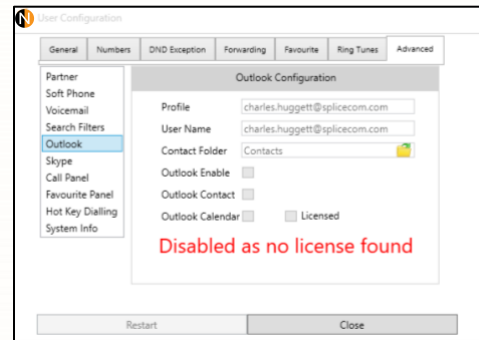 N User Configuration
General Numbers DND Exception Forwarding Favourite Ring Tunes Advanced
Partner
Soft Phone
Voicemail
Search Filters
Outlook
Skype
Call Panel
Favourite Panel
Hot Key Dialling
System Info
Outlook Configuration
Profile charles.huggett@splicecom.com
User Name charles.huggett@splicecom.com
Contact Folder Contacts
Outlook Enable
Outlook Contact
Outlook Calendar Licensed
Disabled as no license found
Restart Close